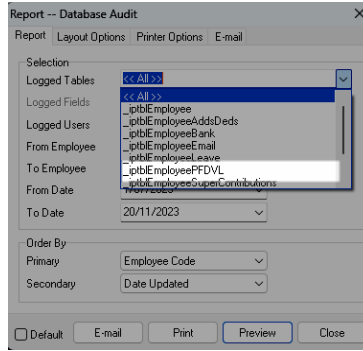 Report -- Database Audit
Report Layout Options Printer Options E-mail
Selection
Logged Tables << All >>
<< All >>
Logged Fields _iptblEmployee
_iptblEmployeeAddsDeds
Logged Users _iptblEmployeeBank
_iptblEmployeeEmail
From Employee _iptblEmployeeLeave
To Employee _iptblEmployeePFDVL
_iptblEmployeeSuperContributions
From Date
To Date 20/11/2023
Order By
Primary Employee Code
Secondary Date Updated
Default E-mail Print Preview Close